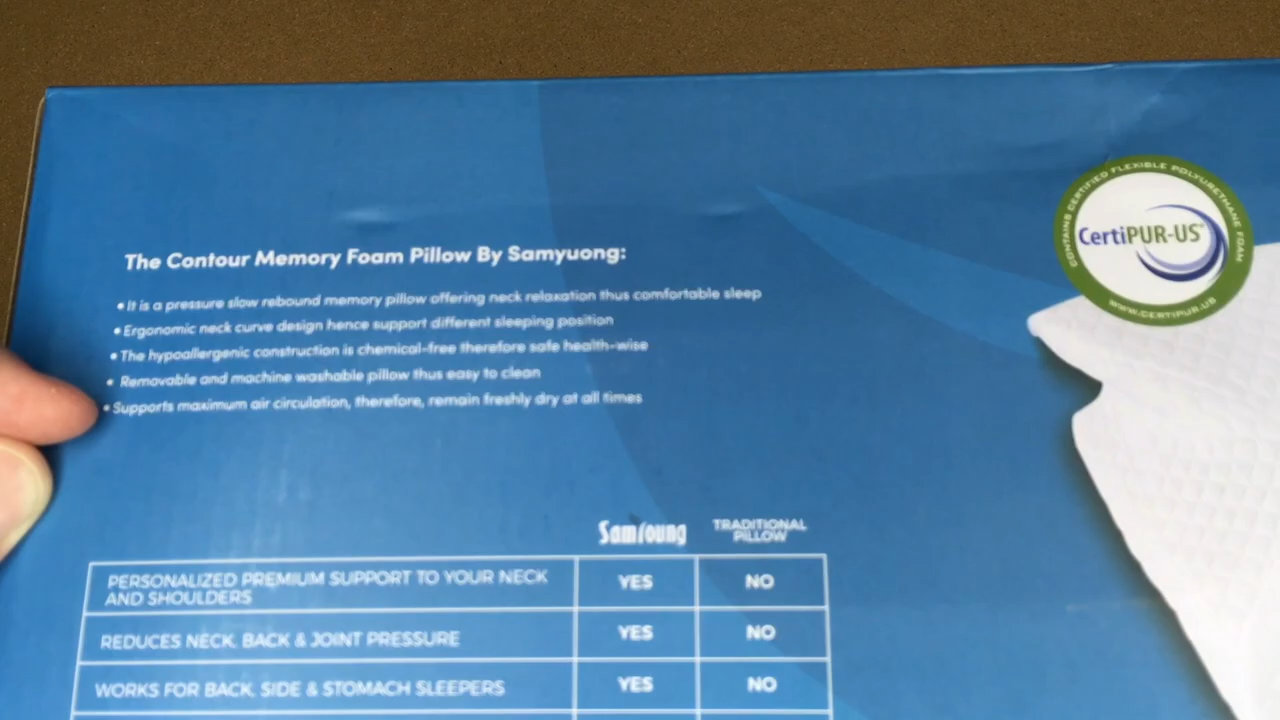 The Contour Memory Foam Pillow By Samyuong:
• It is a pressure slow rebound memory pillow offering neck relaxation thus comfortable sleep
• Ergonomic neck curve design hence support different sleeping position
• The hypoallergenic construction is chemical-free therefore safe health-wise
• Removable and machine washable pillow thus easy to clean
• Supports maximum air circulation, therefore, remain freshly dry at all times
CONTAINS CERTIFIED FLEXIBLE POLYURETHANE FOAM
CertiPUR-US®
WWW.CERTIPUR.US
SamYoung TRADITIONAL
PILLOW
PERSONALIZED PREMIUM SUPPORT TO YOUR NECK
AND SHOULDERS YES NO
REDUCES NECK, BACK & JOINT PRESSURE YES NO
WORKS FOR BACK, SIDE & STOMACH SLEEPERS YES NO